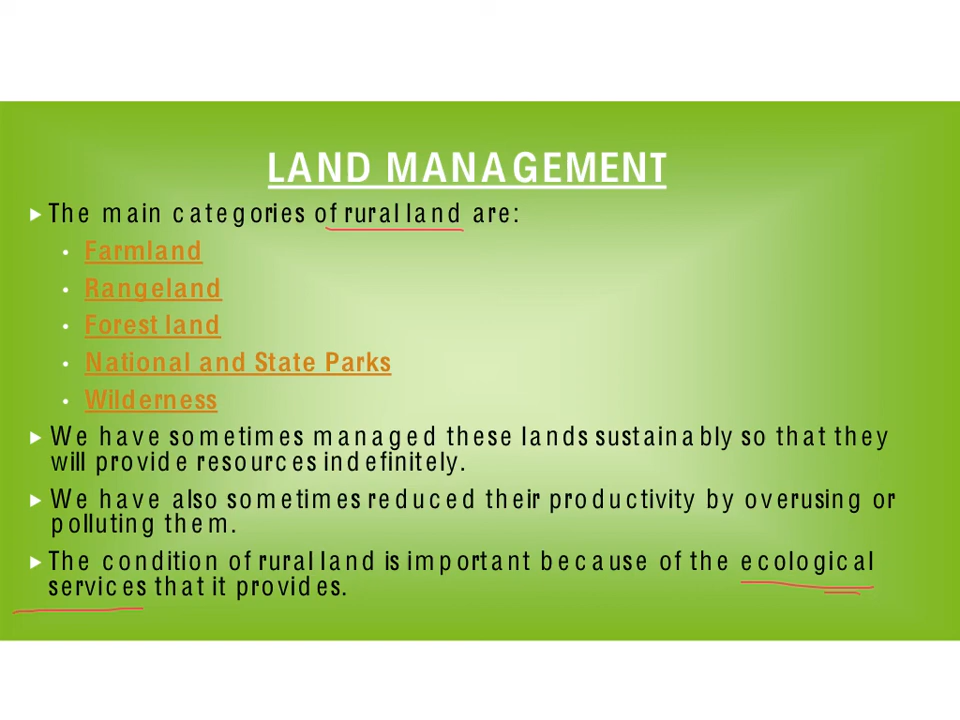 LAND MANAGEMENT
The main categories of rural land are:
Farmland
Rangeland
Forest land
National and State Parks
Wilderness
We have sometimes managed these lands sustainably so that they
will provide resources indefinitely.
We have also sometimes reduced their productivity by overusing or
polluting them.
The condition of rural land is important because of the ecological
services that it provides.